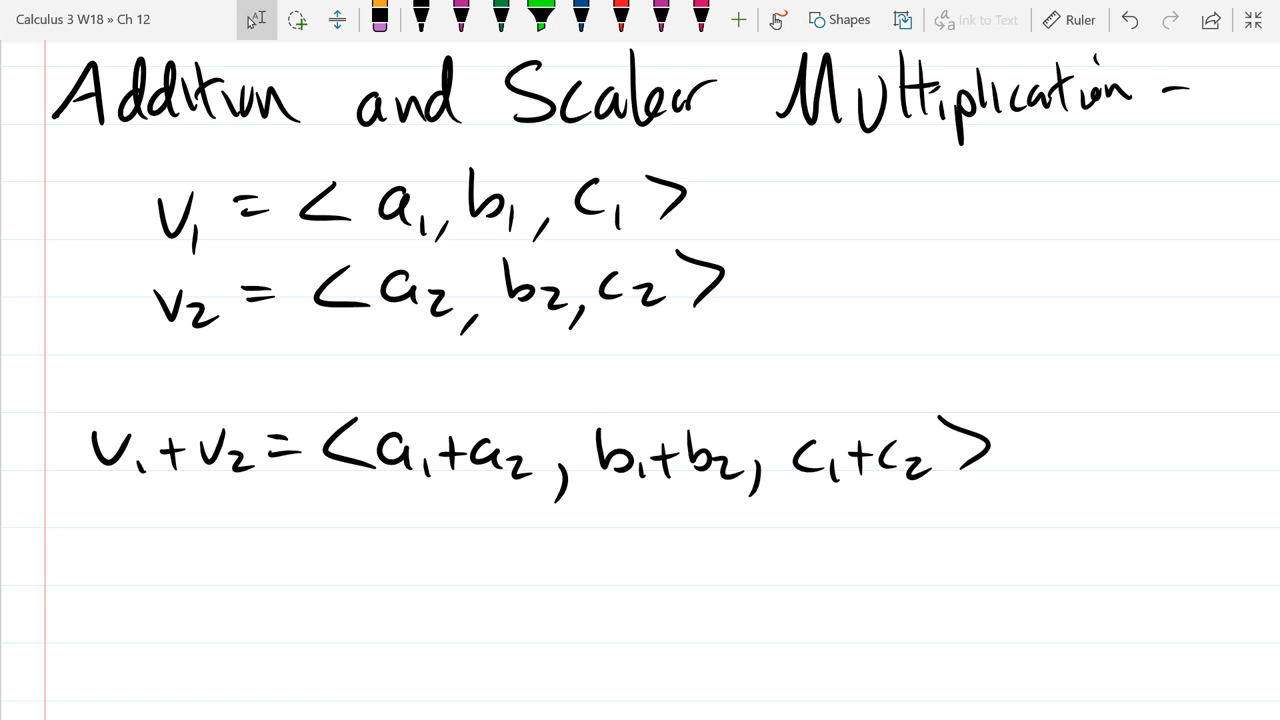 Calculus 3 W18 » Ch 12
Shapes
Ink to Text
Ruler
Addition and Scaler Multiplication -
v₁ = < a₁, b₁, c₁ >
v₂ = < a₂, b₂, c₂ >
v₁ + v₂ = < a₁+a₂, b₁+b₂, c₁+c₂ >